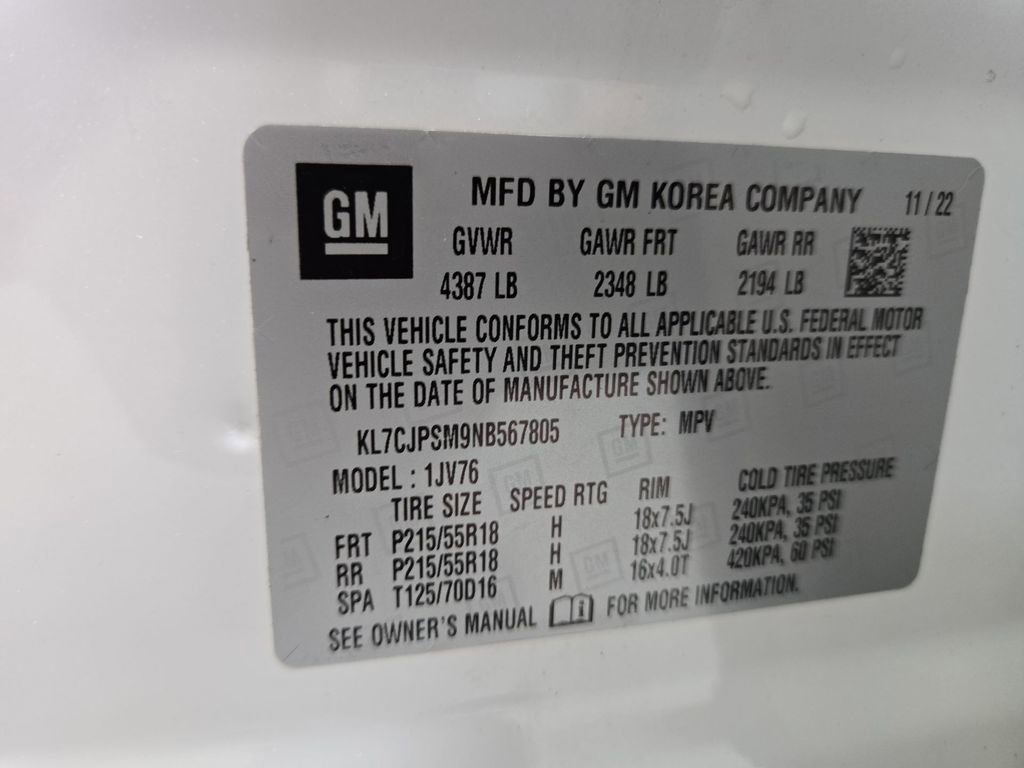 GM
MFD BY GM KOREA COMPANY 11/22
GVWR GAWR FRT GAWR RR
4387 LB 2348 LB 2194 LB
THIS VEHICLE CONFORMS TO ALL APPLICABLE U.S. FEDERAL MOTOR
VEHICLE SAFETY AND THEFT PREVENTION STANDARDS IN EFFECT
ON THE DATE OF MANUFACTURE SHOWN ABOVE.
KL7CJPSM9NB567805 TYPE: MPV
MODEL : 1JV76
TIRE SIZE SPEED RTG RIM COLD TIRE PRESSURE
FRT P215/55R18 H 18x7.5J 240KPA, 35 PSI
RR P215/55R18 H 18x7.5J 240KPA, 35 PSI
SPA T125/70D16 M 16x4.0T 420KPA, 60 PSI
SEE OWNER'S MANUAL i FOR MORE INFORMATION.